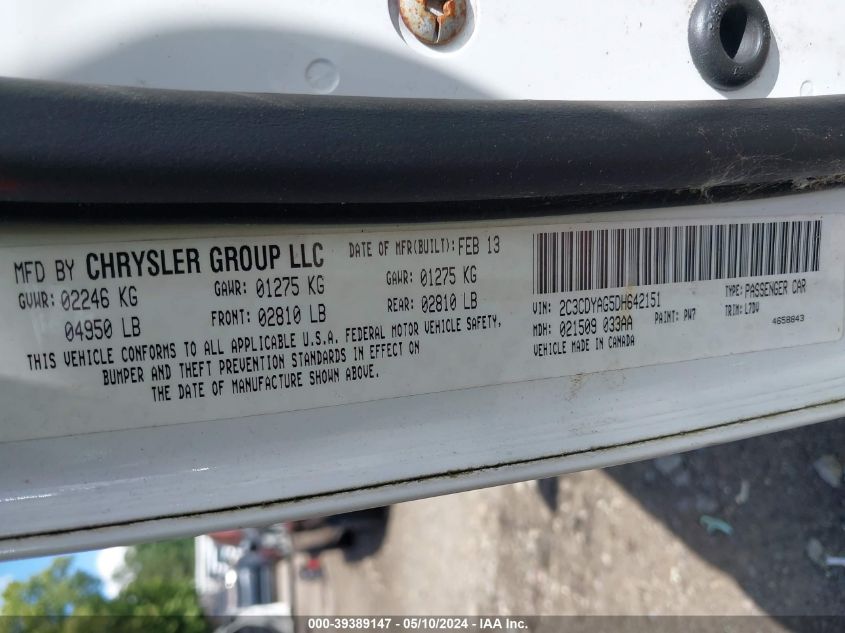 MFD BY CHRYSLER GROUP LLC DATE OF MFR(BUILT): FEB 13
GVWR: 02246 KG GAWR: 01275 KG GAWR: 01275 KG
04950 LB FRONT: 02810 LB REAR: 02810 LB
THIS VEHICLE CONFORMS TO ALL APPLICABLE U.S.A. FEDERAL MOTOR VEHICLE SAFETY,
BUMPER AND THEFT PREVENTION STANDARDS IN EFFECT ON
THE DATE OF MANUFACTURE SHOWN ABOVE.
VIN: 2C3CDYAG5DH642151 TYPE: PASSENGER CAR
MDH: 021509 033AA PAINT: PW7 TRIM: L7DV
VEHICLE MADE IN CANADA 4658843
000-39389147 - 05/10/2024 - IAA Inc.